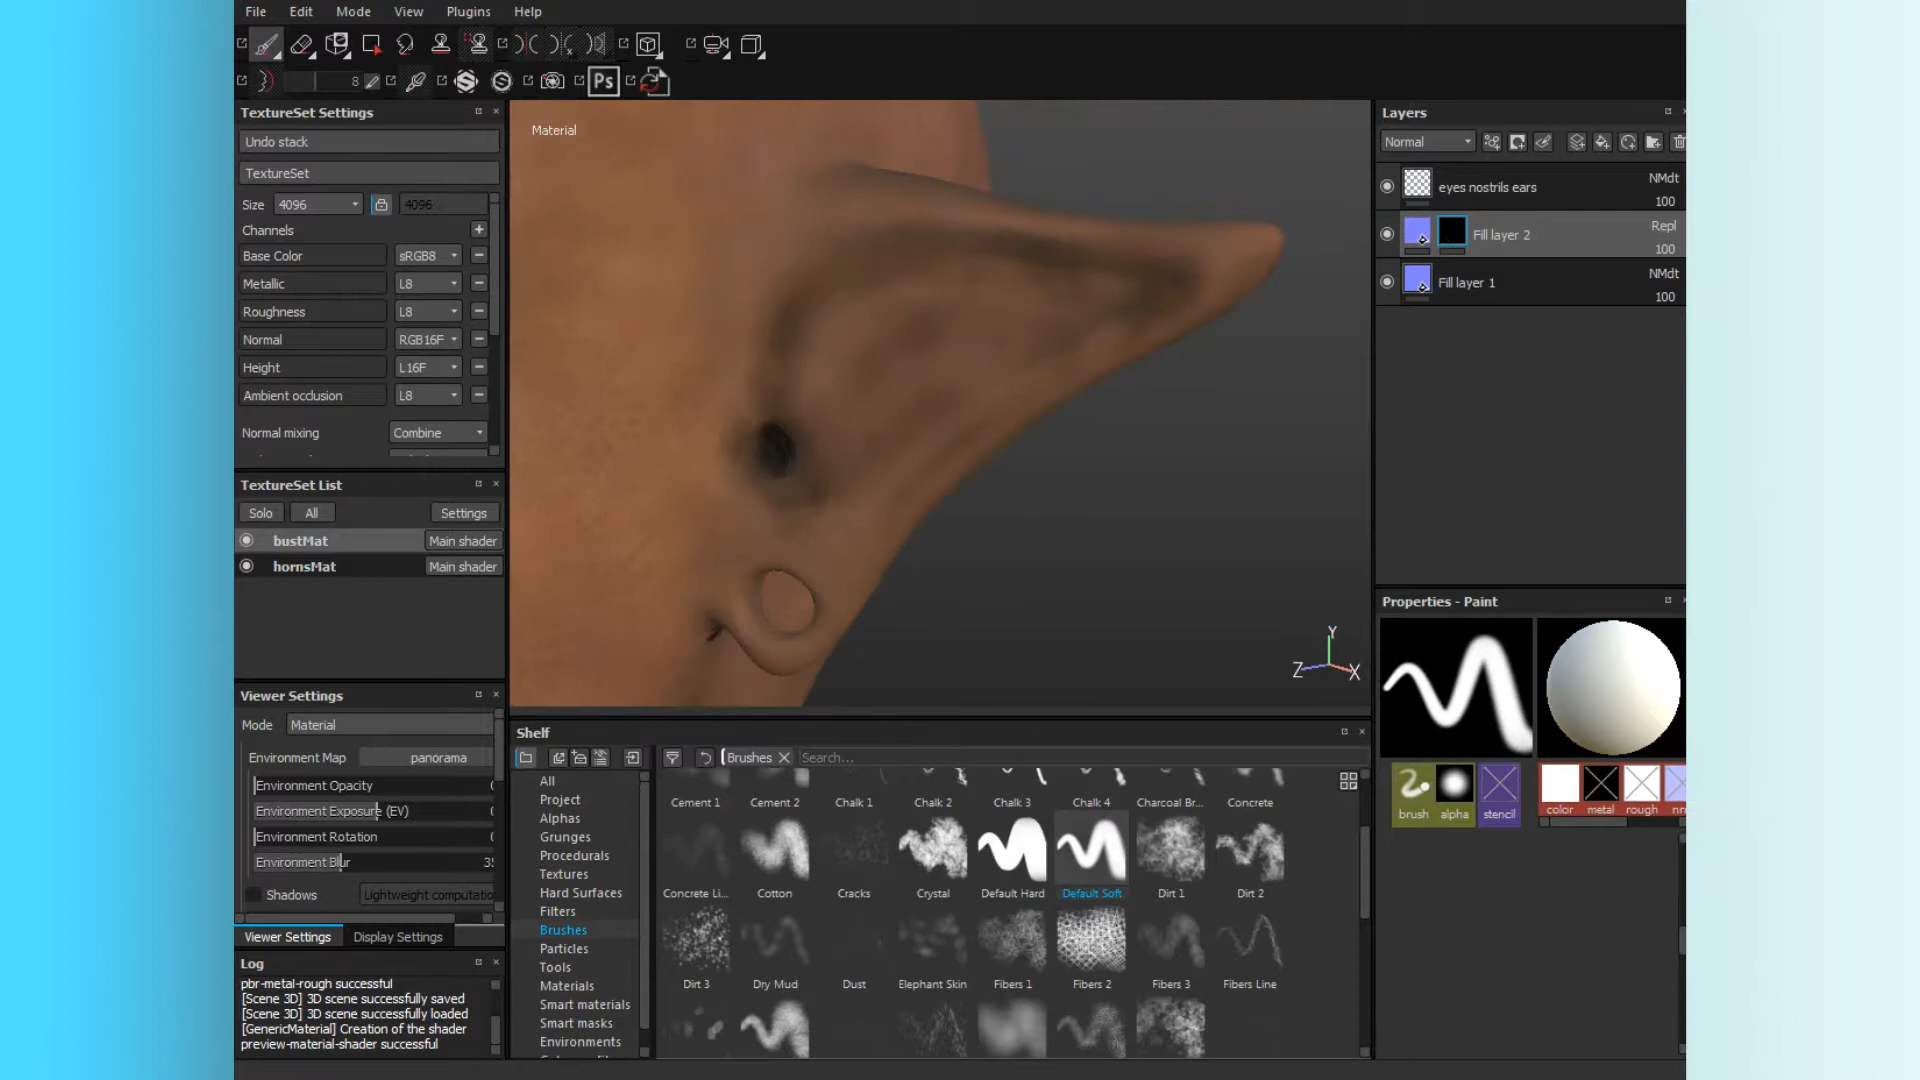 File Edit Mode View Plugins Help
8
Ps
TextureSet Settings
Undo stack
TextureSet
Size 4096 4096
Channels
Base Color sRGB8
Metallic L8
Roughness L8
Normal RGB16F
Height L16F
Ambient occlusion L8
Normal mixing Combine
TextureSet List
Solo All Settings
bustMat Main shader
hornsMat Main shader
Viewer Settings
Mode Material
Environment Map panorama
Environment Opacity
Environment Exposure (EV)
Environment Rotation
Environment Blur
Shadows Lightweight computatio
Viewer Settings Display Settings
Log
pbr-metal-rough successful
[Scene 3D] 3D scene successfully saved
[Scene 3D] 3D scene successfully loaded
[GenericMaterial] Creation of the shader
preview-material-shader successful
Material
Y
Z
X
Shelf
Brushes Search...
All
Project
Alphas
Grunges
Procedurals
Textures
Hard Surfaces
Filters
Brushes
Particles
Tools
Materials
Smart materials
Smart masks
Environments
Cement 1 Cement 2 Chalk 1 Chalk 2 Chalk 3 Chalk 4 Charcoal Br... Concrete
Concrete Li... Cotton Cracks Crystal Default Hard Default Soft Dirt 1 Dirt 2
Dirt 3 Dry Mud Dust Elephant Skin Fibers 1 Fibers 2 Fibers 3 Fibers Line
Layers
Normal
eyes nostrils ears NMdt
100
Fill layer 2 Repl
100
Fill layer 1 NMdt
100
Properties - Paint
brush alpha stencil color metal rough